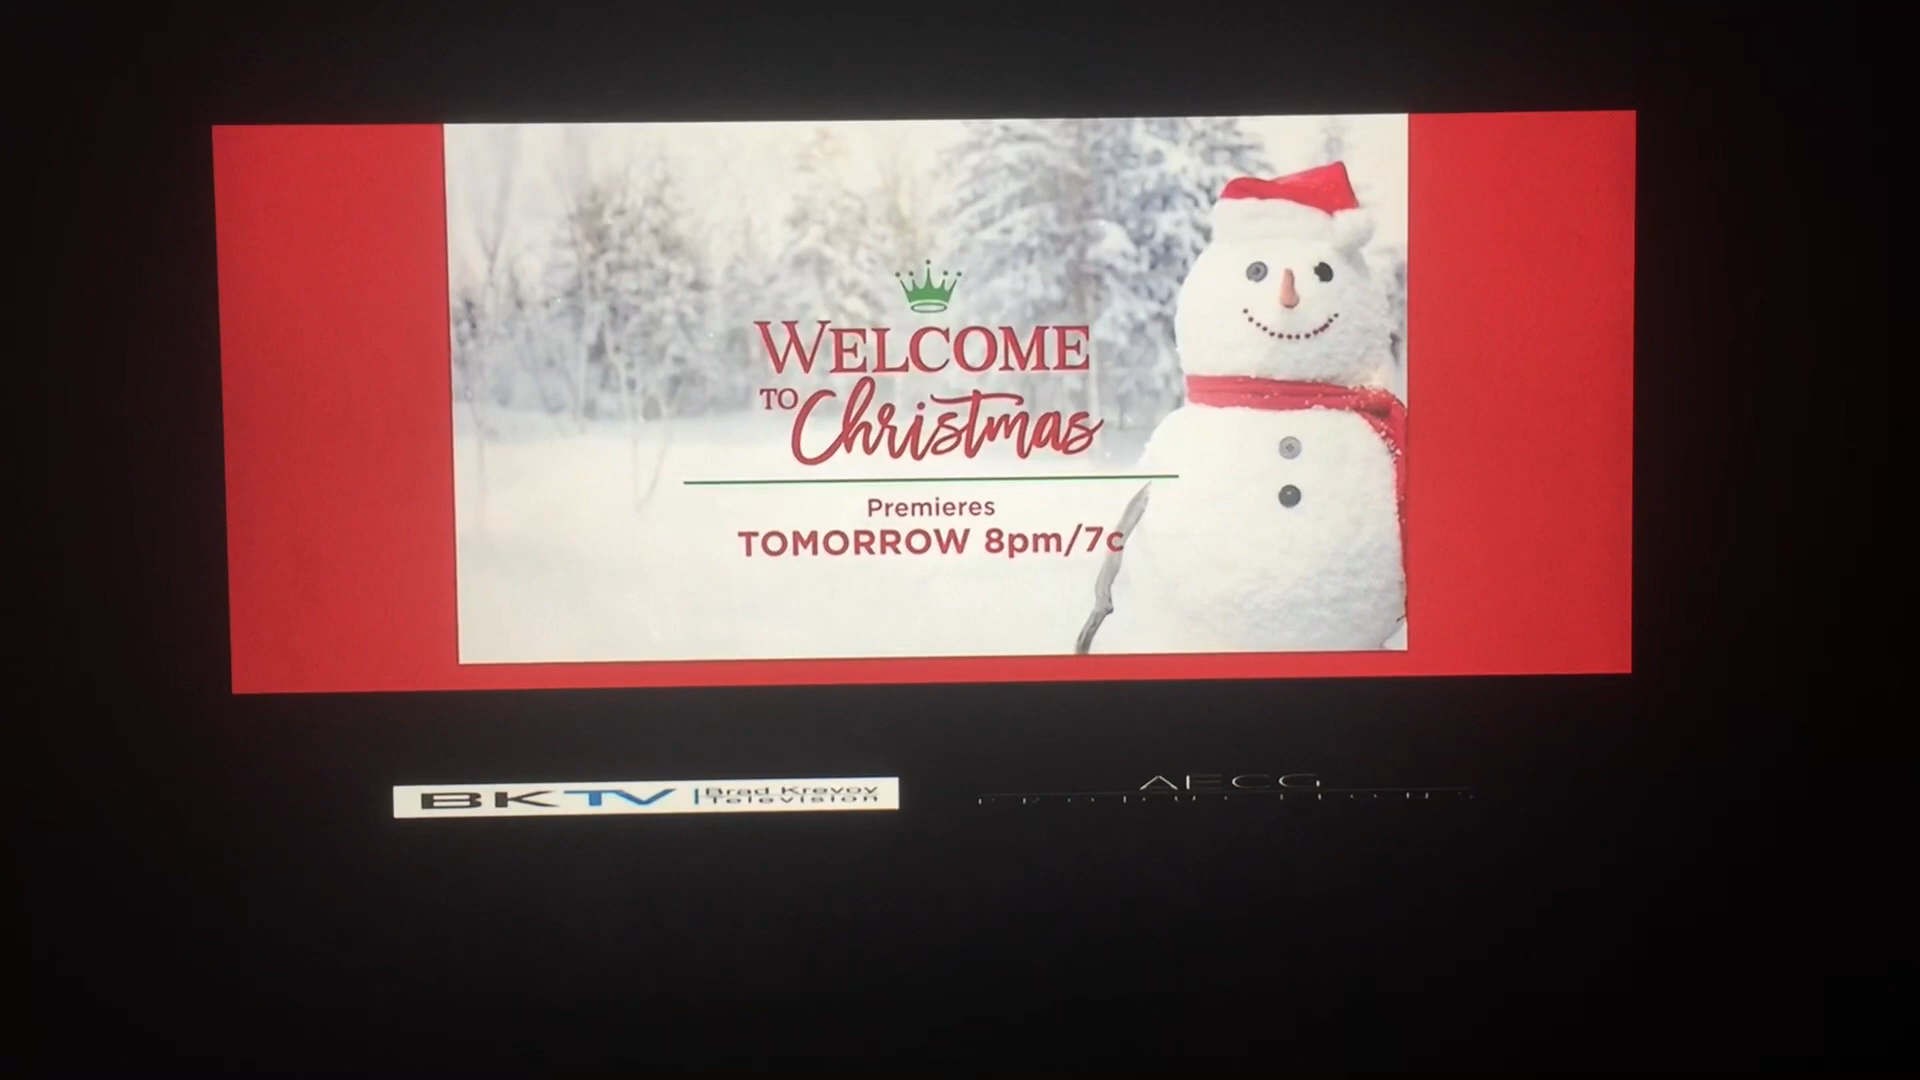 WELCOME
TO Christmas
Premieres
TOMORROW 8pm/7c
BKTV | Brad Krevoy
Television